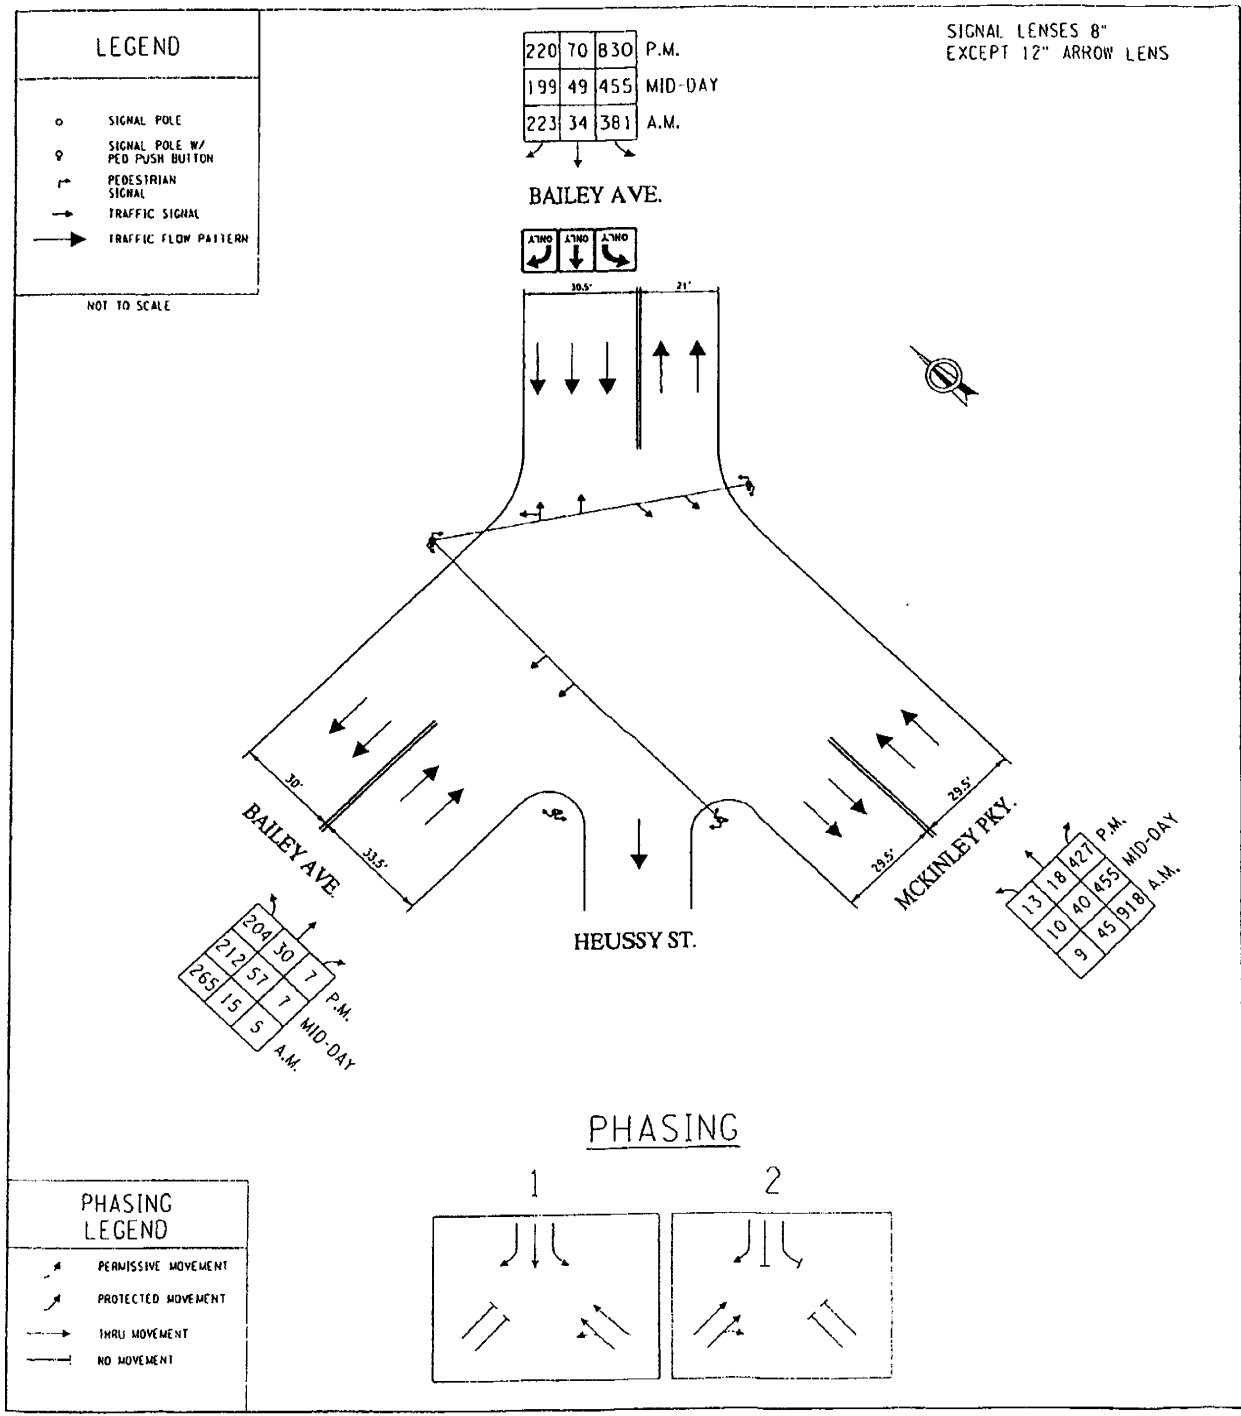 LEGEND
SIGNAL POLE
SIGNAL POLE W/
PED PUSH BUTTON
PEDESTRIAN
SIGNAL
TRAFFIC SIGNAL
TRAFFIC FLOW PATTERN
NOT TO SCALE
220 70 830 P.M.
199 49 455 MID-DAY
223 34 381 A.M.
BAILEY AVE.
ONLY ONLY ONLY
SIGNAL LENSES 8"
EXCEPT 12" ARROW LENS
30.5' 21'
30'
33.5'
BAILEY AVE.
204 30 7 P.M.
212 57 7 MID-DAY
265 15 5 A.M.
HEUSSY ST.
29.5'
29.5'
MCKINLEY PKY.
13 18 427 P.M.
10 40 455 MID-DAY
9 45 918 A.M.
PHASING
1 2
PHASING
LEGEND
PERMISSIVE MOVEMENT
PROTECTED MOVEMENT
THRU MOVEMENT
NO MOVEMENT